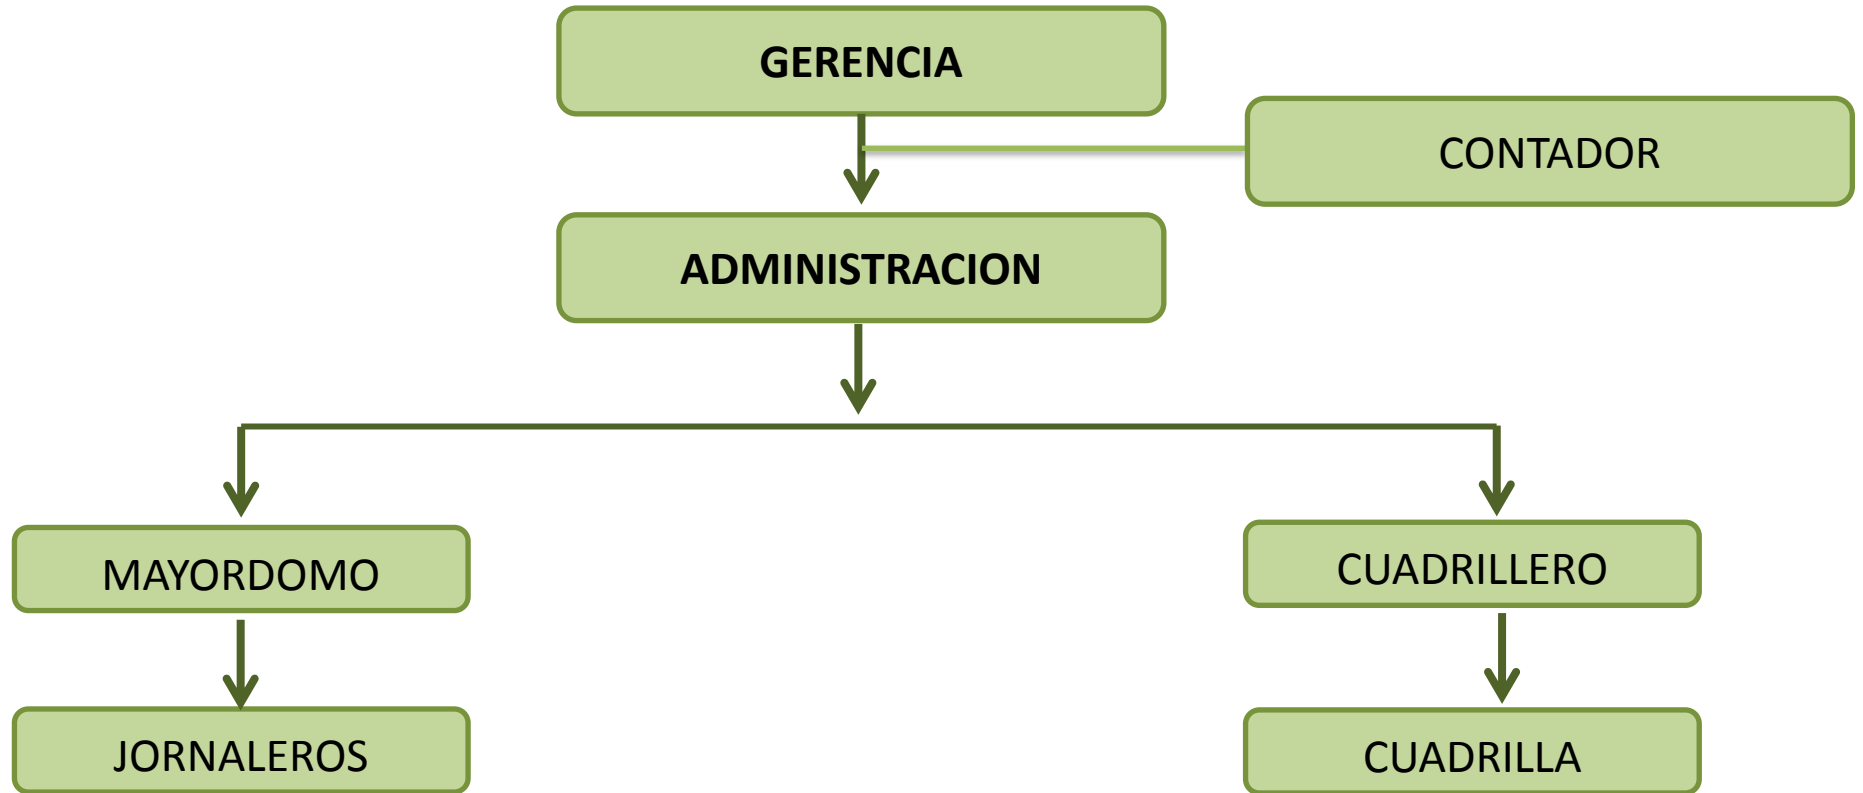 GERENCIA
CONTADOR
ADMINISTRACION
MAYORDOMO
CUADRILLERO
JORNALEROS
CUADRILLA